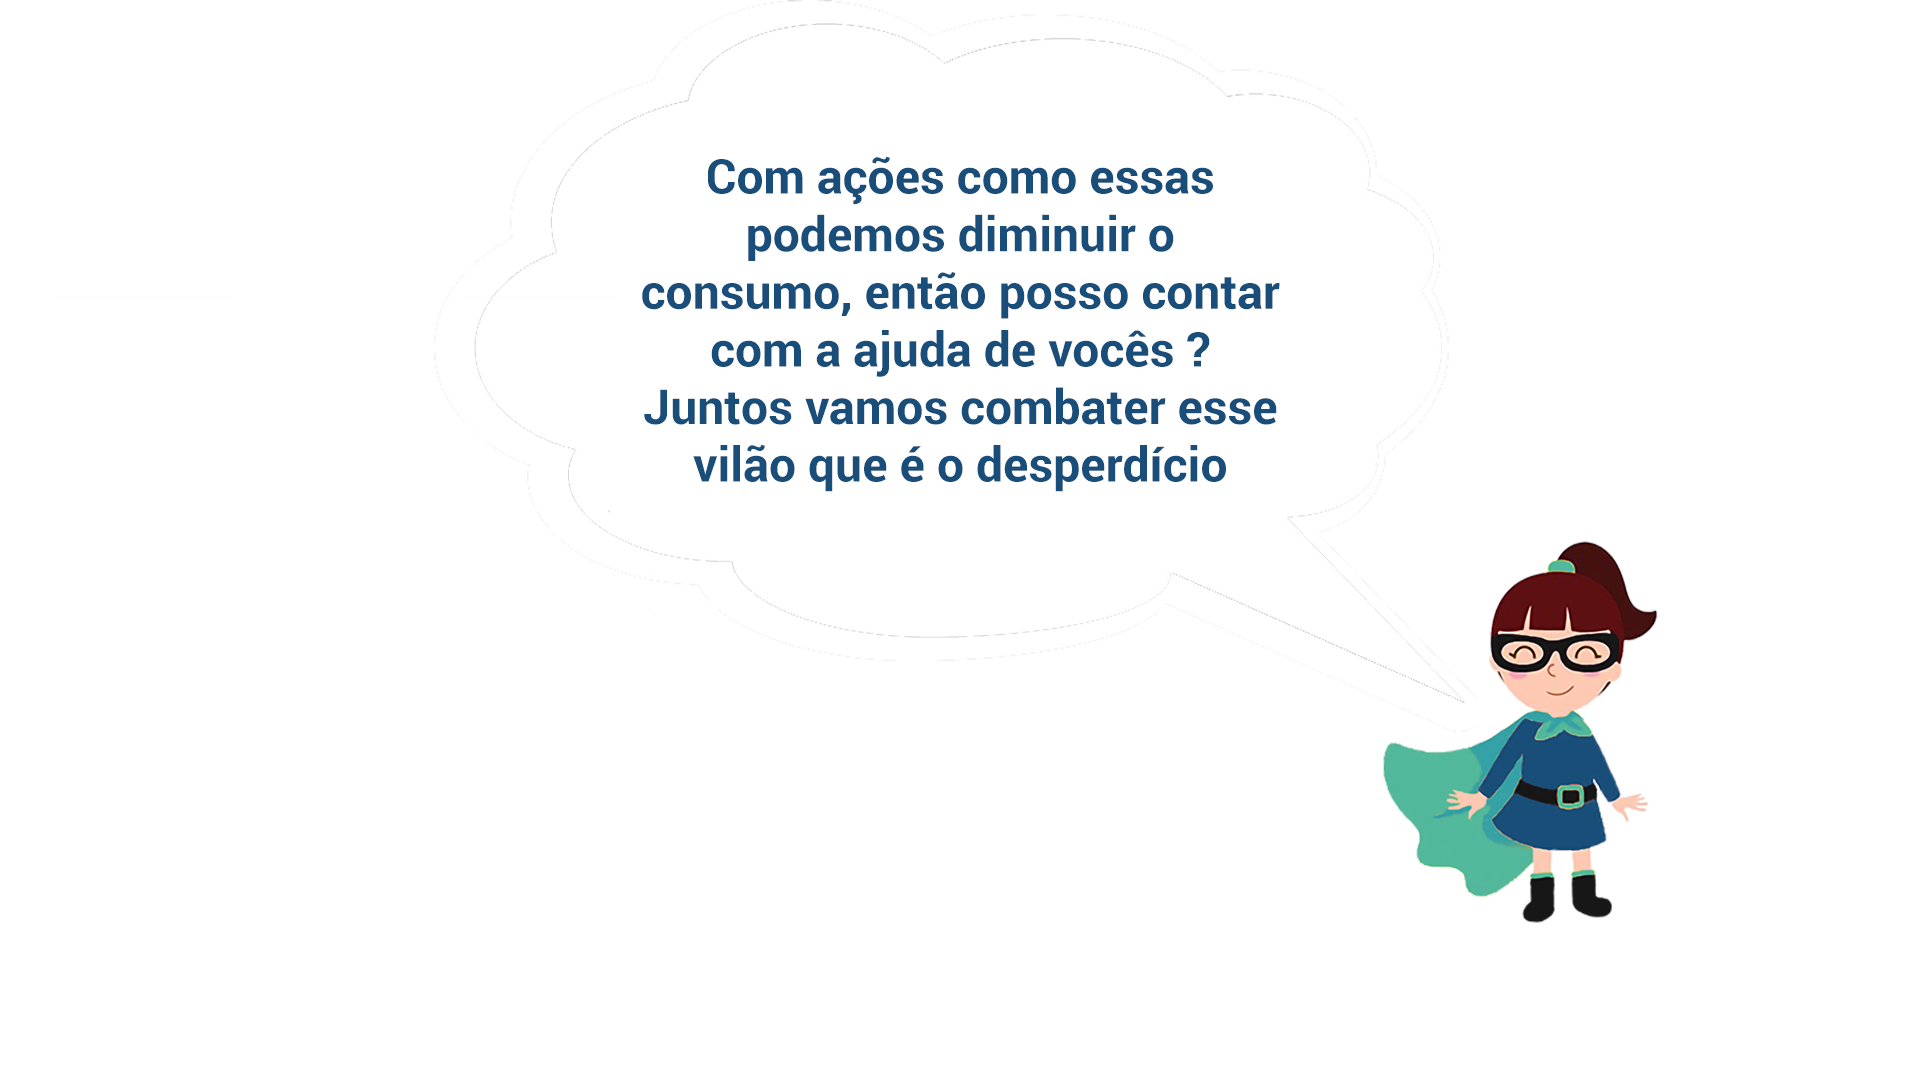 Com ações como essas
podemos diminuir o
consumo, então posso contar
com a ajuda de vocês ?
Juntos vamos combater esse
vilão que é o desperdício